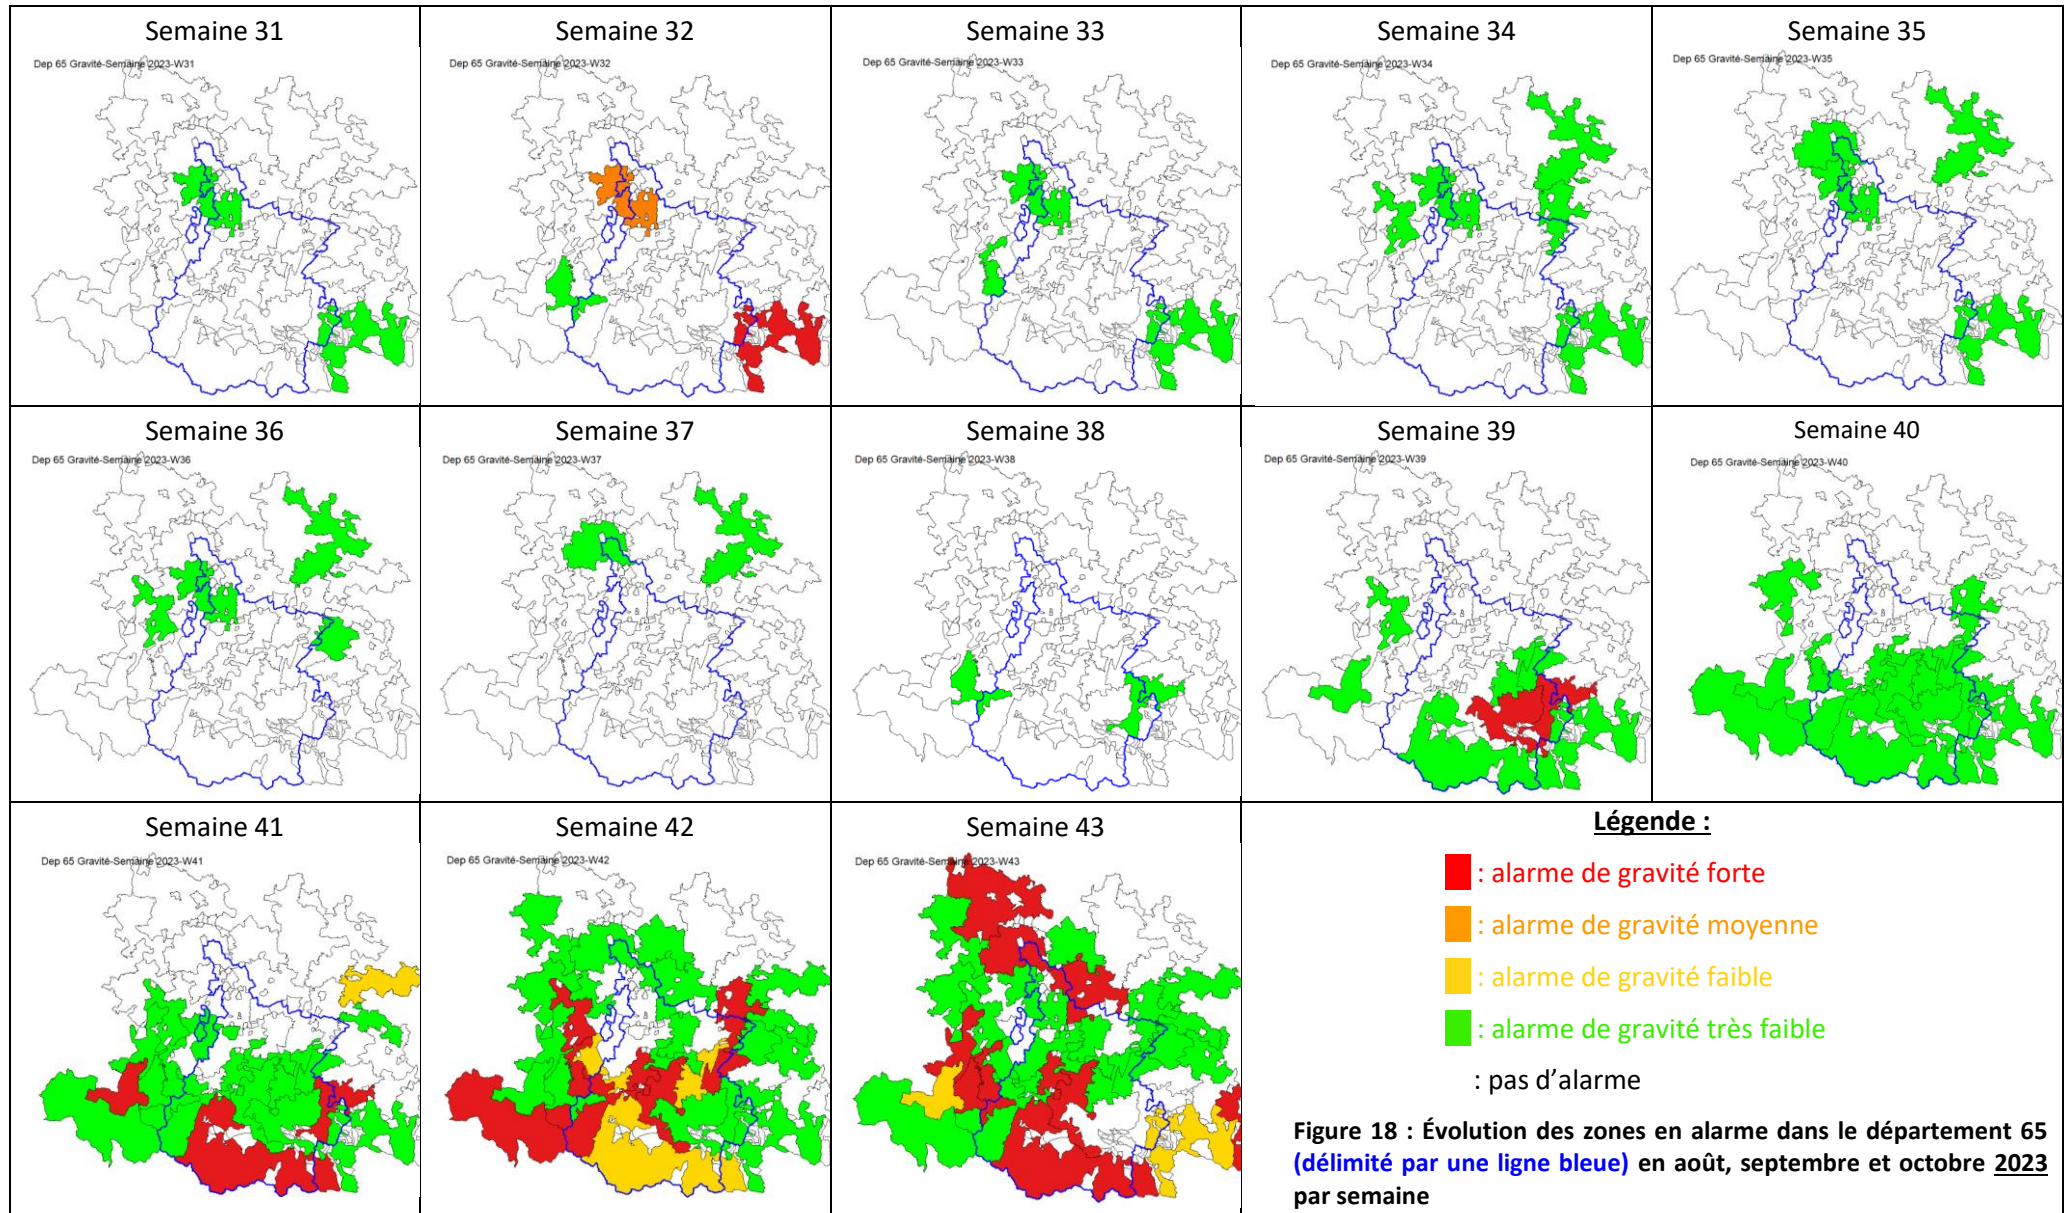 Semaine 31
Dep 65 Gravité-Semaine 2023-W31
Semaine 32
Dep 65 Gravité-Semaine 2023-W32
Semaine 33
Dep 65 Gravité-Semaine 2023-W33
Semaine 34
Dep 65 Gravité-Semaine 2023-W34
Semaine 35
Dep 65 Gravité-Semaine 2023-W35
Semaine 36
Dep 65 Gravité-Semaine 2023-W36
Semaine 37
Dep 65 Gravité-Semaine 2023-W37
Semaine 38
Dep 65 Gravité-Semaine 2023-W38
Semaine 39
Dep 65 Gravité-Semaine 2023-W39
Semaine 40
Dep 65 Gravité-Semaine 2023-W40
Semaine 41
Dep 65 Gravité-Semaine 2023-W41
Semaine 42
Dep 65 Gravité-Semaine 2023-W42
Semaine 43
Dep 65 Gravité-Semaine 2023-W43
Légende :
: alarme de gravité forte
: alarme de gravité moyenne
: alarme de gravité faible
: alarme de gravité très faible
: pas d’alarme
Figure 18 : Évolution des zones en alarme dans le département 65
(délimité par une ligne bleue) en août, septembre et octobre 2023
par semaine